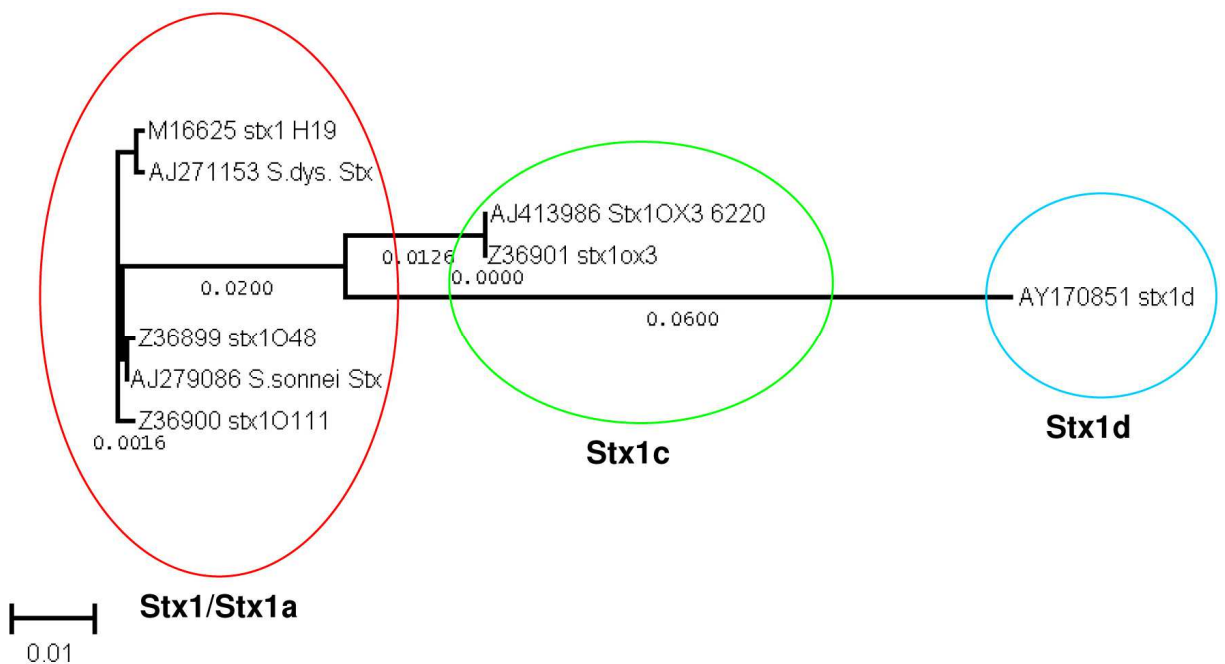 M16625 stx1 H19
AJ271153 S.dys. Stx
AJ413986 Stx1OX3 6220
Z36901 stx1ox3
0.0126
0.0000
0.0200
AY170851 stx1d
0.0600
Z36899 stx1O48
AJ279086 S.sonnei Stx
Z36900 stx1O111
0.0016
Stx1c
Stx1d
Stx1/Stx1a
0.01